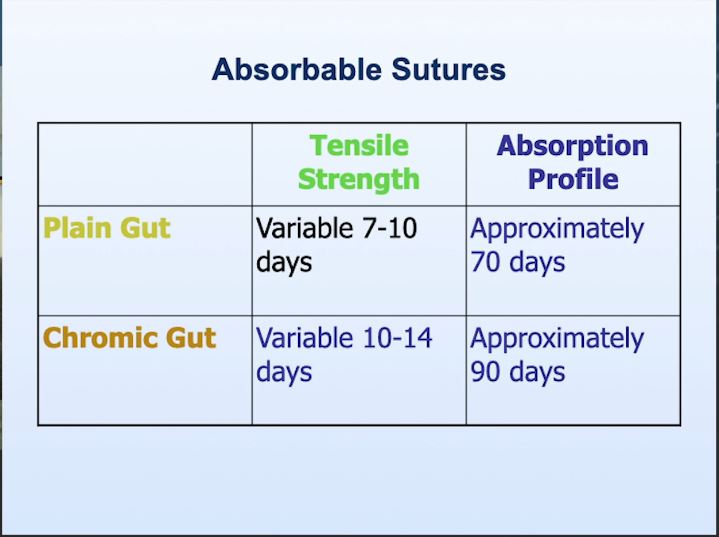 Absorbable Sutures
Tensile
Strength
Absorption
Profile
Plain Gut
Variable 7-10
days
Approximately
70 days
Chromic Gut
Variable 10-14
days
Approximately
90 days